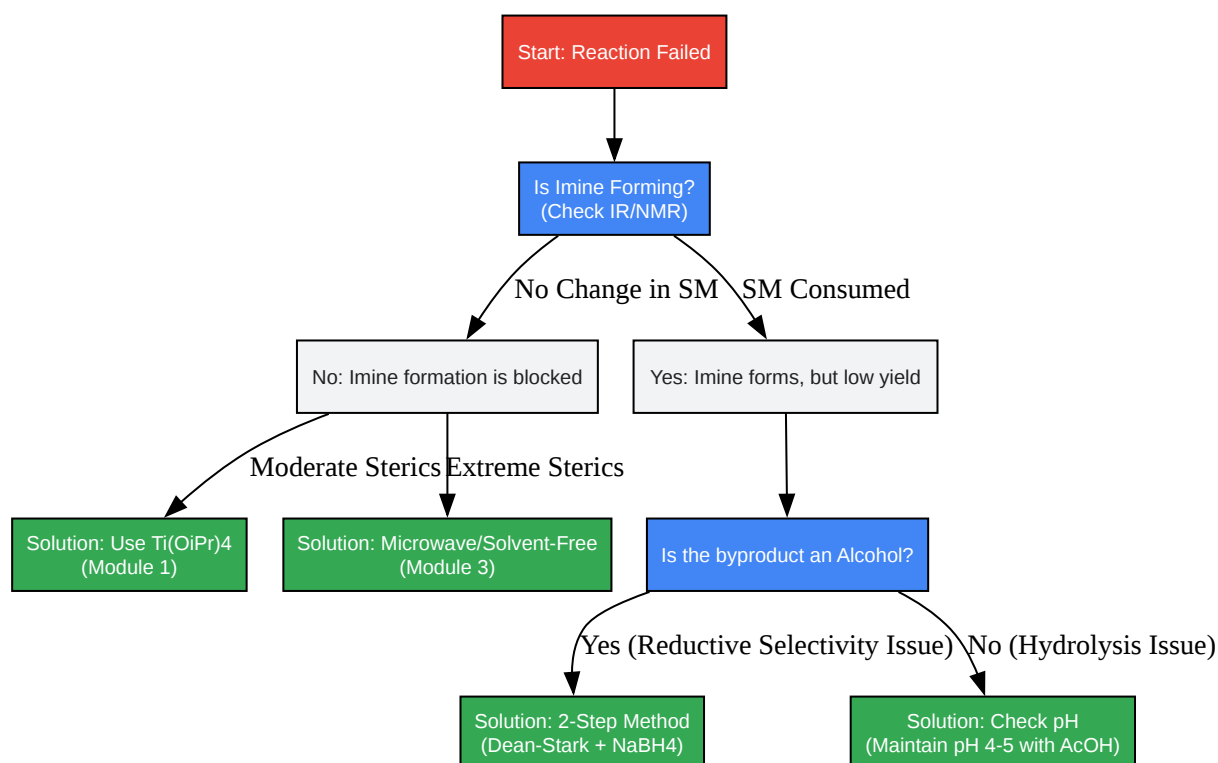 Start: Reaction Failed
Is Imine Forming?
(Check IR/NMR)
No Change in SM
SM Consumed
No: Imine formation is blocked
Yes: Imine forms, but low yield
Moderate Sterics
Extreme Sterics
Solution: Use Ti(OiPr)4
(Module 1)
Solution: Microwave/Solvent-Free
(Module 3)
Is the byproduct an Alcohol?
Yes (Reductive Selectivity Issue)
No (Hydrolysis Issue)
Solution: 2-Step Method
(Dean-Stark + NaBH4)
Solution: Check pH
(Maintain pH 4-5 with AcOH)